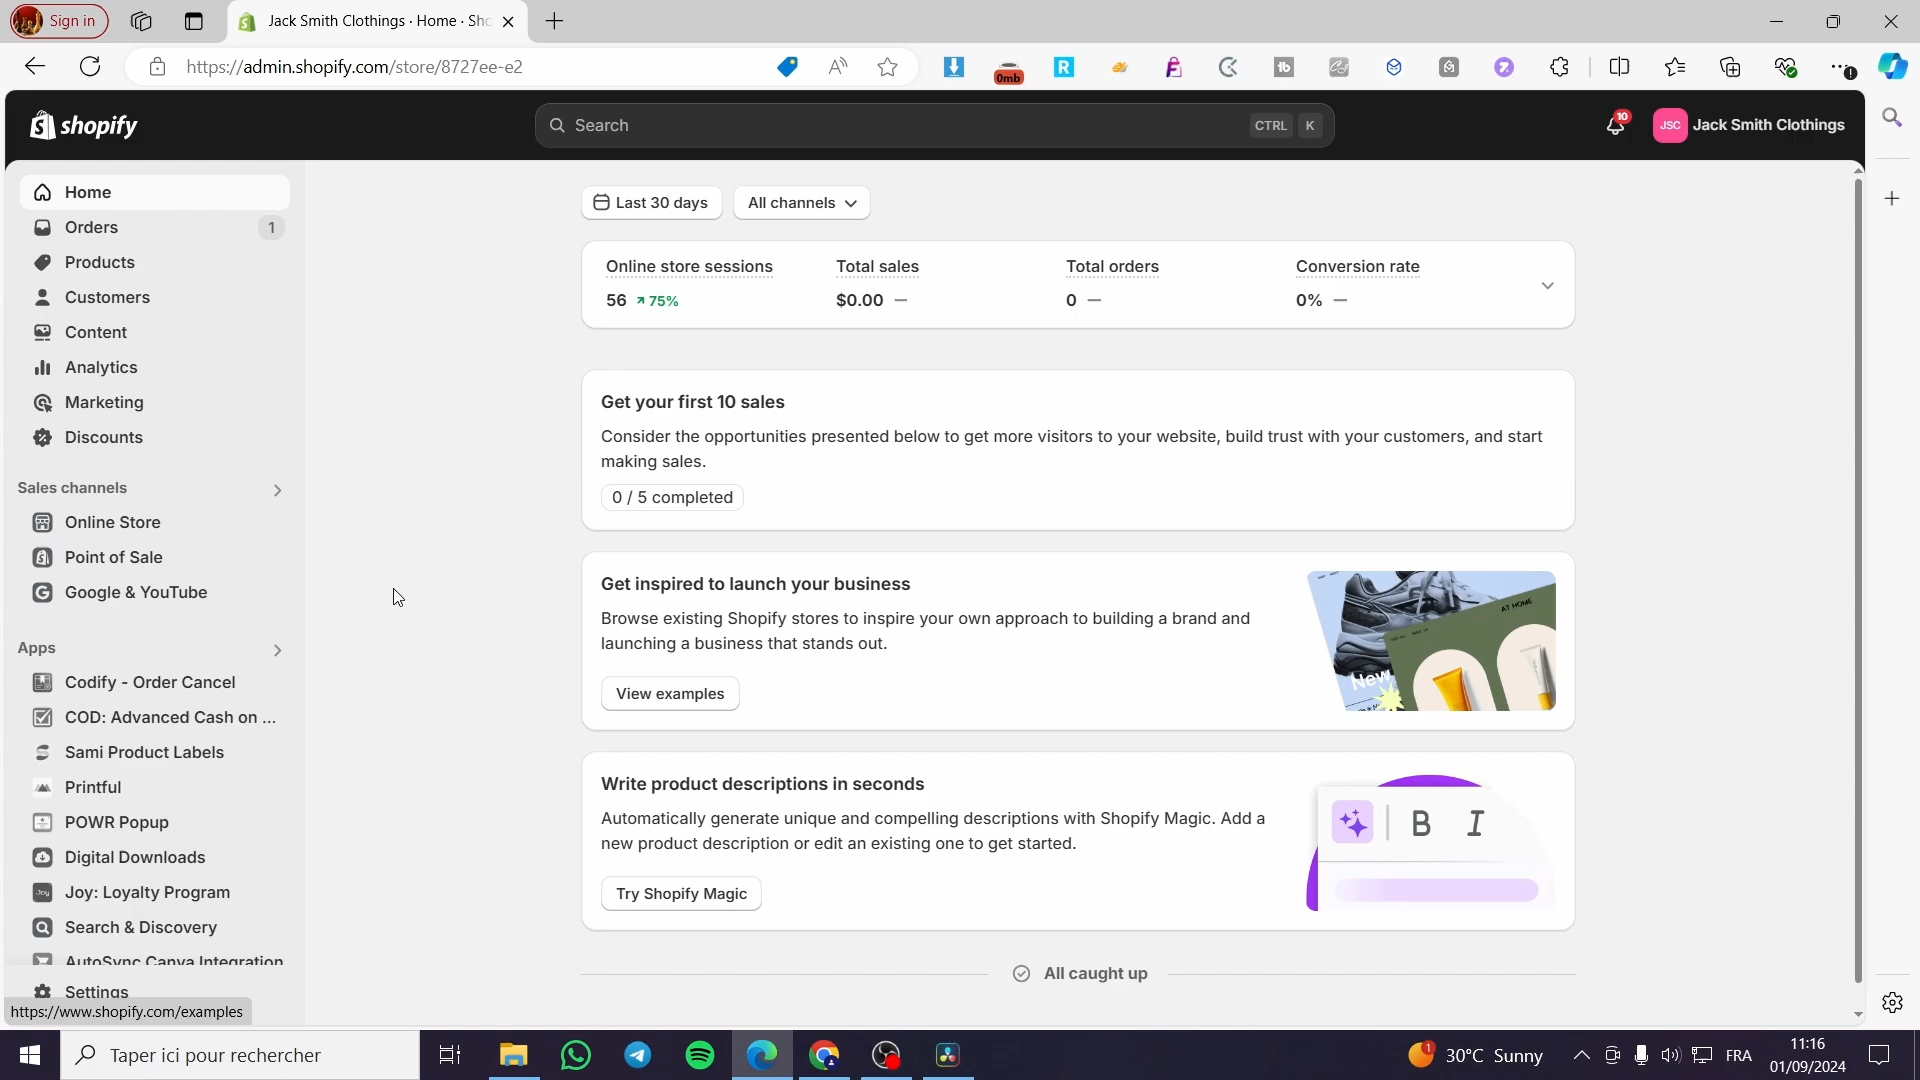 Sign in
Jack Smith Clothings · Home · Sho
https://admin.shopify.com/store/8727ee-e2
0mb
shopify
Search
CTRL K
10
JSC Jack Smith Clothings
Home
Orders 1
Products
Customers
Content
Analytics
Marketing
Discounts
Sales channels
Online Store
Point of Sale
Google & YouTube
Apps
Codify - Order Cancel
COD: Advanced Cash on ...
Sami Product Labels
Printful
POWR Popup
Digital Downloads
Joy: Loyalty Program
Search & Discovery
AutoSync Canva Integration
Settings
https://www.shopify.com/examples
Last 30 days
All channels
Online store sessions
56 75%
Total sales
$0.00 —
Total orders
0 —
Conversion rate
0% —
Get your first 10 sales
Consider the opportunities presented below to get more visitors to your website, build trust with your customers, and start
making sales.
0 / 5 completed
Get inspired to launch your business
Browse existing Shopify stores to inspire your own approach to building a brand and
launching a business that stands out.
View examples
AT HOME
New
Write product descriptions in seconds
Automatically generate unique and compelling descriptions with Shopify Magic. Add a
new product description or edit an existing one to get started.
Try Shopify Magic
B I
All caught up
Taper ici pour rechercher
1
30°C Sunny
FRA
11:16
01/09/2024